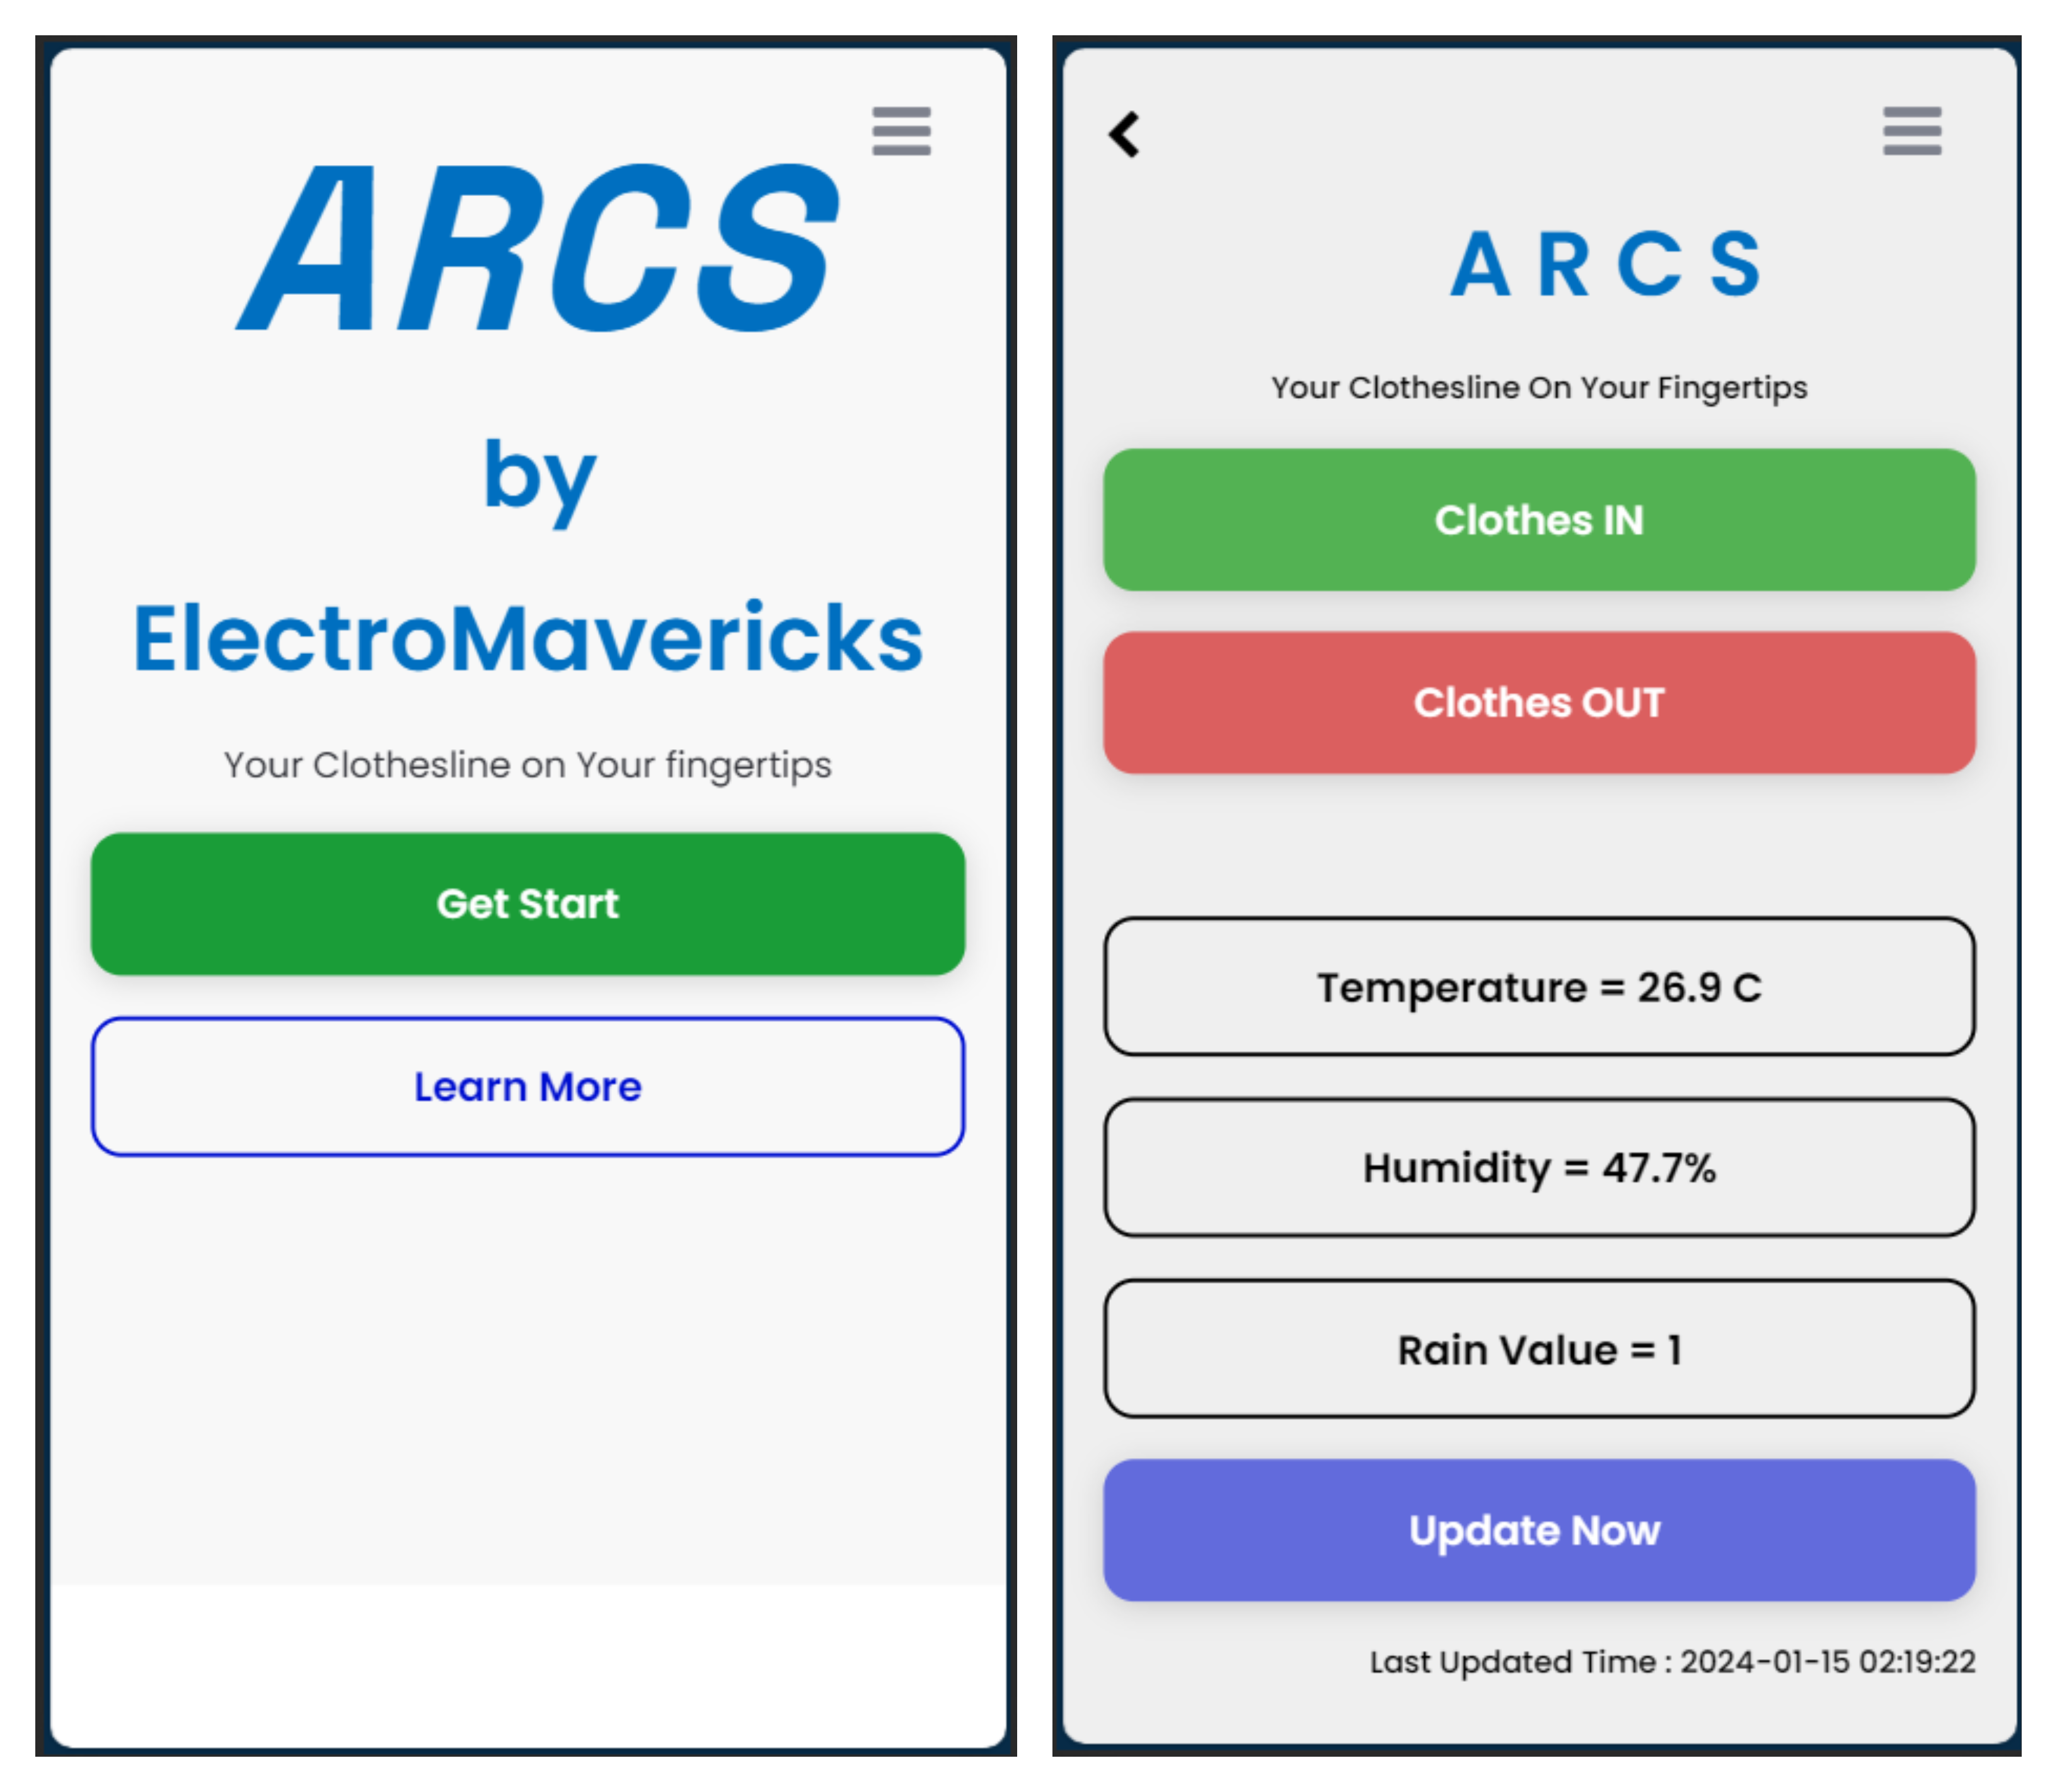 ARCS
by
ElectroMavericks
Your Clothesline on Your fingertips
Get Start
Learn More
A R C S
Your Clothesline On Your Fingertips
Clothes IN
Clothes OUT
Temperature = 26.9 C
Humidity = 47.7%
Rain Value = 1
Update Now
Last Updated Time : 2024-01-15 02:19:22